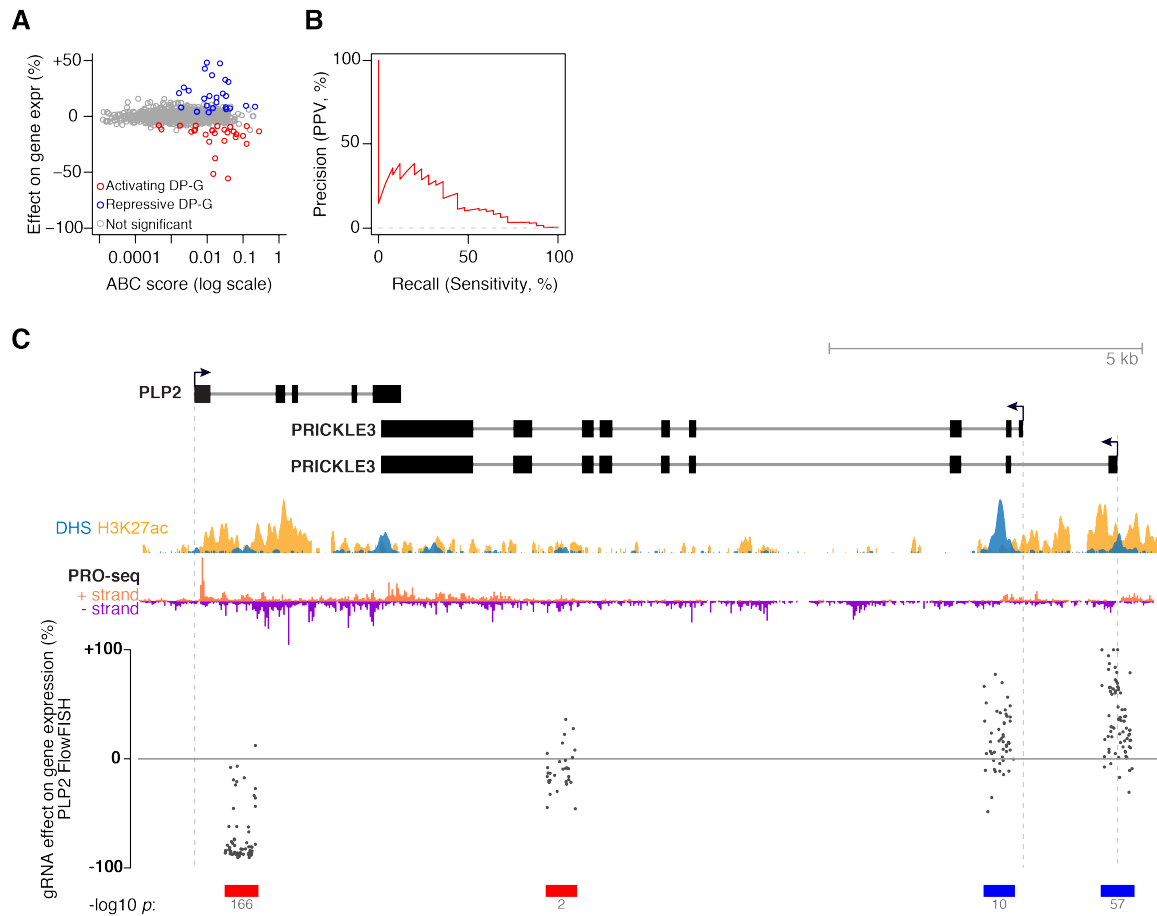 A
Effect on gene expr (%)
+50
0
−50
−100
Activating DP-G
Repressive DP-G
Not significant
0.0001 0.01 0.1 1
ABC score (log scale)
B
Precision (PPV, %)
100
50
0
0 50 100
Recall (Sensitivity, %)
C
5 kb
PLP2
PRICKLE3
PRICKLE3
DHS H3K27ac
PRO-seq
+ strand
- strand
gRNA effect on gene expression (%)
PLP2 FlowFISH
+100
0
-100
-log10 p: 166 2 10 57